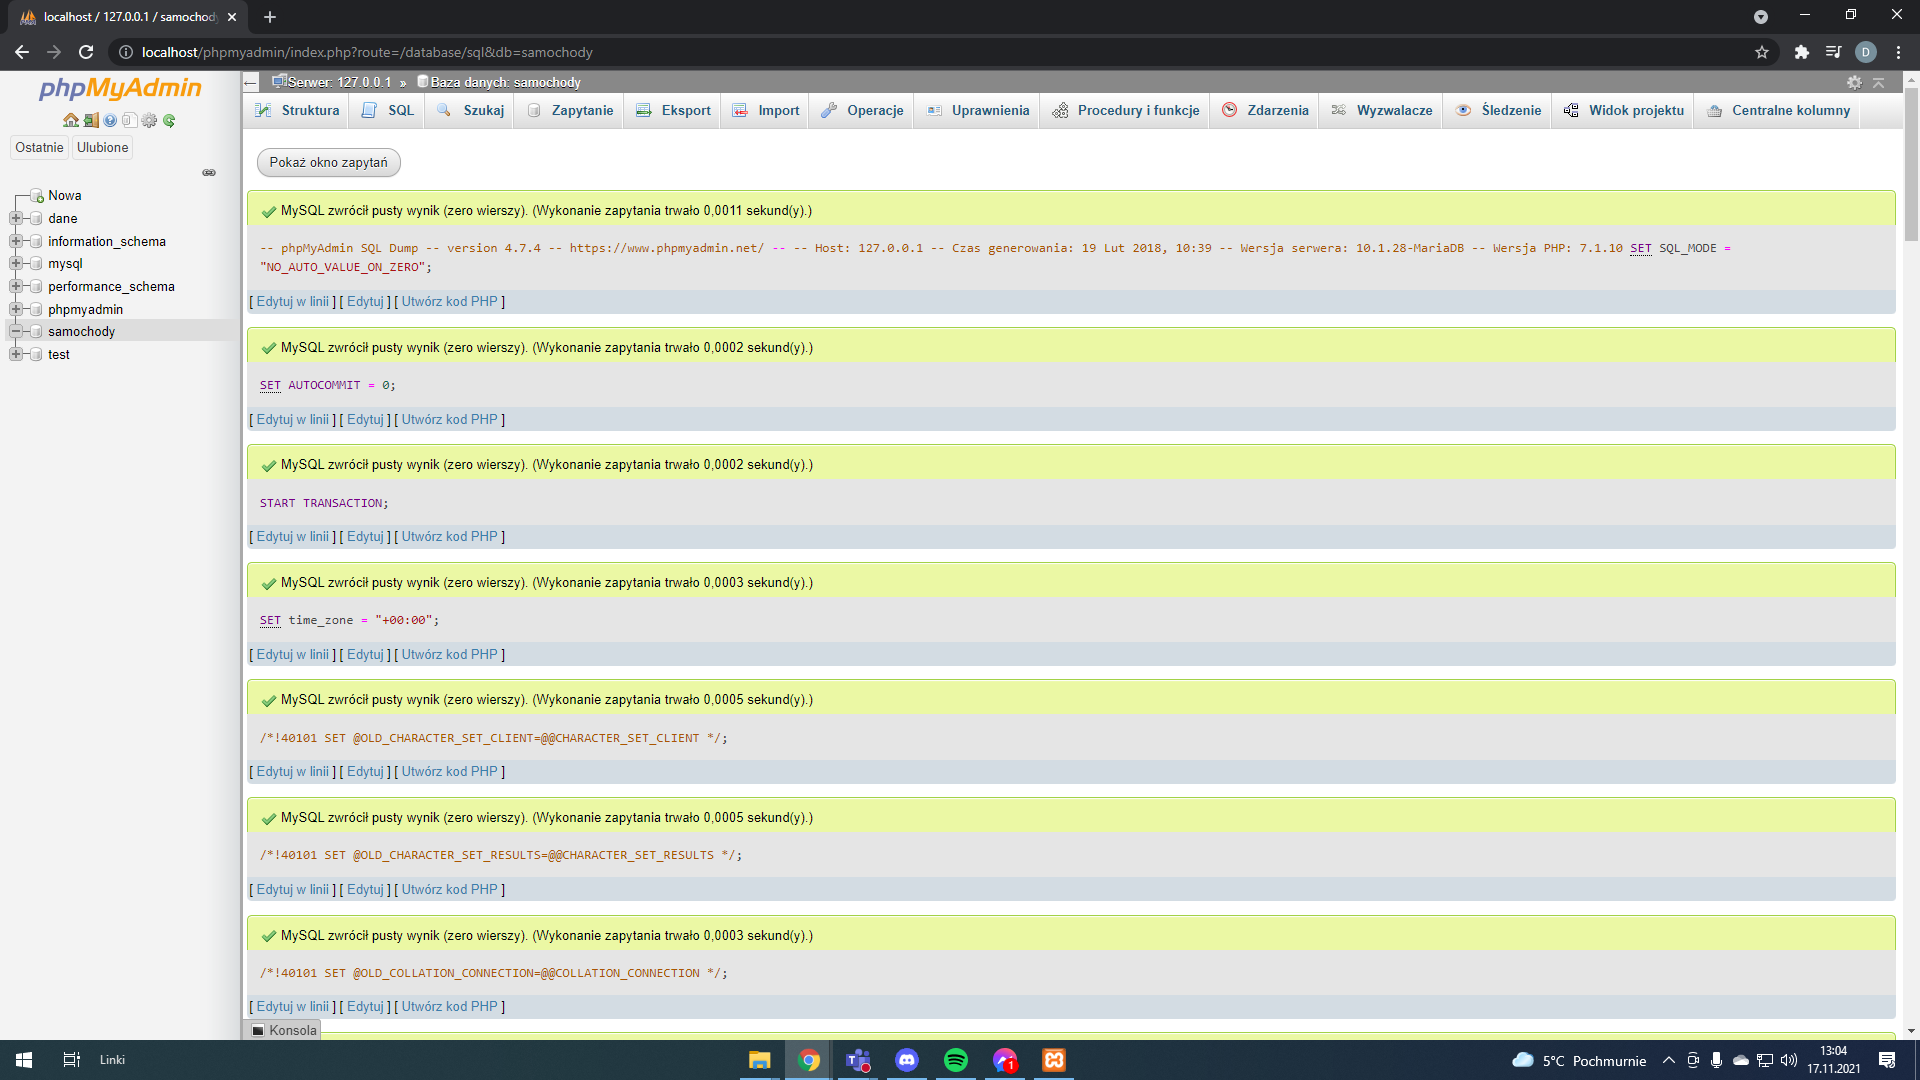 localhost / 127.0.0.1 / samochody
localhost/phpmyadmin/index.php?route=/database/sql&db=samochody
D
phpMyAdmin
Ostatnie
Ulubione
Nowa
dane
information_schema
mysql
performance_schema
phpmyadmin
samochody
test
Serwer: 127.0.0.1 » Baza danych: samochody
Struktura SQL Szukaj Zapytanie Eksport Import Operacje Uprawnienia Procedury i funkcje Zdarzenia Wyzwalacze Śledzenie Widok projektu Centralne kolumny
Pokaż okno zapytań
MySQL zwrócił pusty wynik (zero wierszy). (Wykonanie zapytania trwało 0,0011 sekund(y).)
-- phpMyAdmin SQL Dump -- version 4.7.4 -- https://www.phpmyadmin.net/ -- -- Host: 127.0.0.1 -- Czas generowania: 19 Lut 2018, 10:39 -- Wersja serwera: 10.1.28-MariaDB -- Wersja PHP: 7.1.10 SET SQL_MODE =
"NO_AUTO_VALUE_ON_ZERO";
[ Edytuj w linii ] [ Edytuj ] [ Utwórz kod PHP ]
MySQL zwrócił pusty wynik (zero wierszy). (Wykonanie zapytania trwało 0,0002 sekund(y).)
SET AUTOCOMMIT = 0;
[ Edytuj w linii ] [ Edytuj ] [ Utwórz kod PHP ]
MySQL zwrócił pusty wynik (zero wierszy). (Wykonanie zapytania trwało 0,0002 sekund(y).)
START TRANSACTION;
[ Edytuj w linii ] [ Edytuj ] [ Utwórz kod PHP ]
MySQL zwrócił pusty wynik (zero wierszy). (Wykonanie zapytania trwało 0,0003 sekund(y).)
SET time_zone = "+00:00";
[ Edytuj w linii ] [ Edytuj ] [ Utwórz kod PHP ]
MySQL zwrócił pusty wynik (zero wierszy). (Wykonanie zapytania trwało 0,0005 sekund(y).)
/*!40101 SET @OLD_CHARACTER_SET_CLIENT=@@CHARACTER_SET_CLIENT */;
[ Edytuj w linii ] [ Edytuj ] [ Utwórz kod PHP ]
MySQL zwrócił pusty wynik (zero wierszy). (Wykonanie zapytania trwało 0,0005 sekund(y).)
/*!40101 SET @OLD_CHARACTER_SET_RESULTS=@@CHARACTER_SET_RESULTS */;
[ Edytuj w linii ] [ Edytuj ] [ Utwórz kod PHP ]
MySQL zwrócił pusty wynik (zero wierszy). (Wykonanie zapytania trwało 0,0003 sekund(y).)
/*!40101 SET @OLD_COLLATION_CONNECTION=@@COLLATION_CONNECTION */;
[ Edytuj w linii ] [ Edytuj ] [ Utwórz kod PHP ]
Konsola
Linki
1
5°C Pochmurnie
13:04
17.11.2021